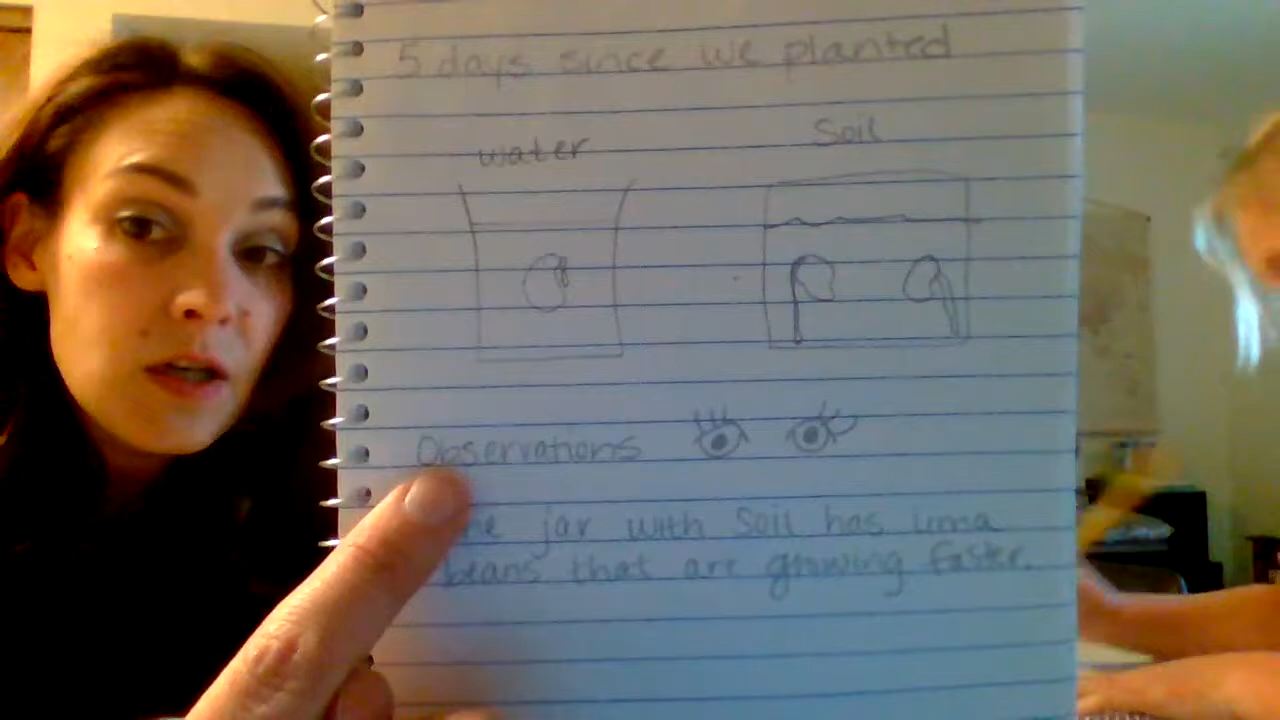 5 days since we planted
water Soil
Observations
jar with Soil has lima
beans that are growing faster.